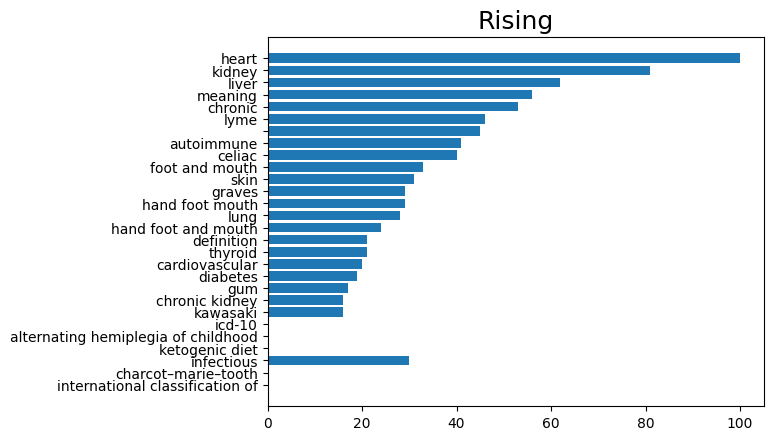 Rising
heart
kidney
liver
meaning
chronic
lyme
autoimmune
celiac
foot and mouth
skin
graves
hand foot mouth
lung
hand foot and mouth
definition
thyroid
cardiovascular
diabetes
gum
chronic kidney
kawasaki
icd-10
alternating hemiplegia of childhood
ketogenic diet
infectious
charcot–marie–tooth
international classification of
0 20 40 60 80 100